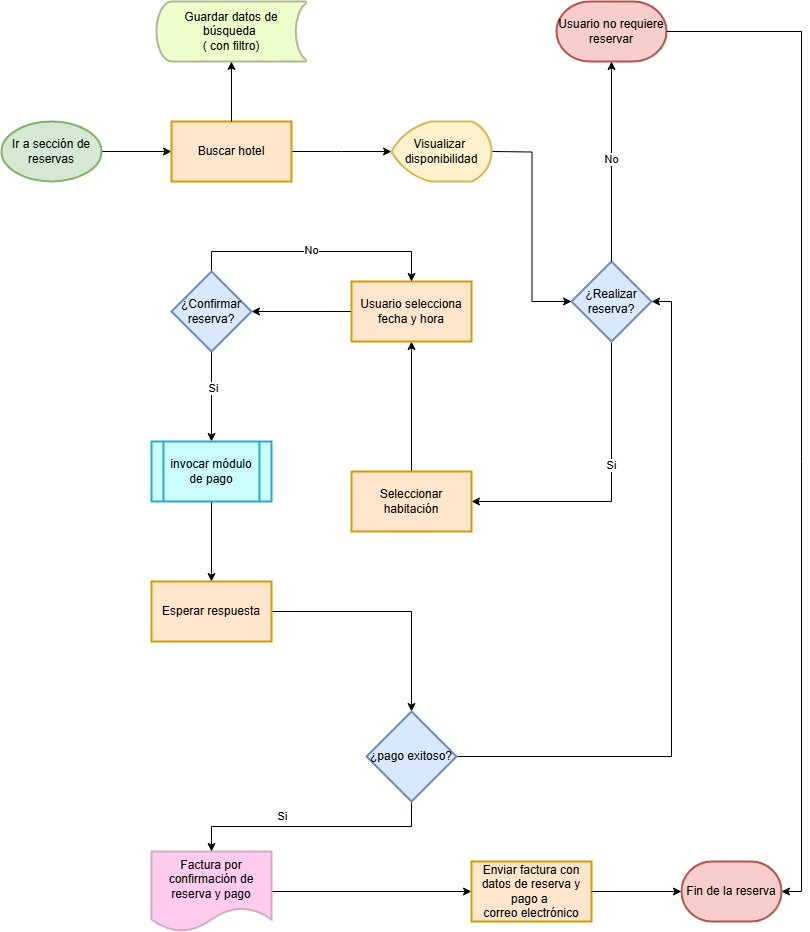 Guardar datos de
búsqueda
( con filtro)
Usuario no requiere
reservar
Ir a sección de
reservas
Buscar hotel
Visualizar
disponibilidad
No
No
¿Confirmar
reserva?
Usuario selecciona
fecha y hora
¿Realizar
reserva?
Si
Si
invocar módulo
de pago
Seleccionar
habitación
Esperar respuesta
¿pago exitoso?
Si
Factura por
confirmación de
reserva y pago
Enviar factura con
datos de reserva y
pago a
correo electrónico
Fin de la reserva